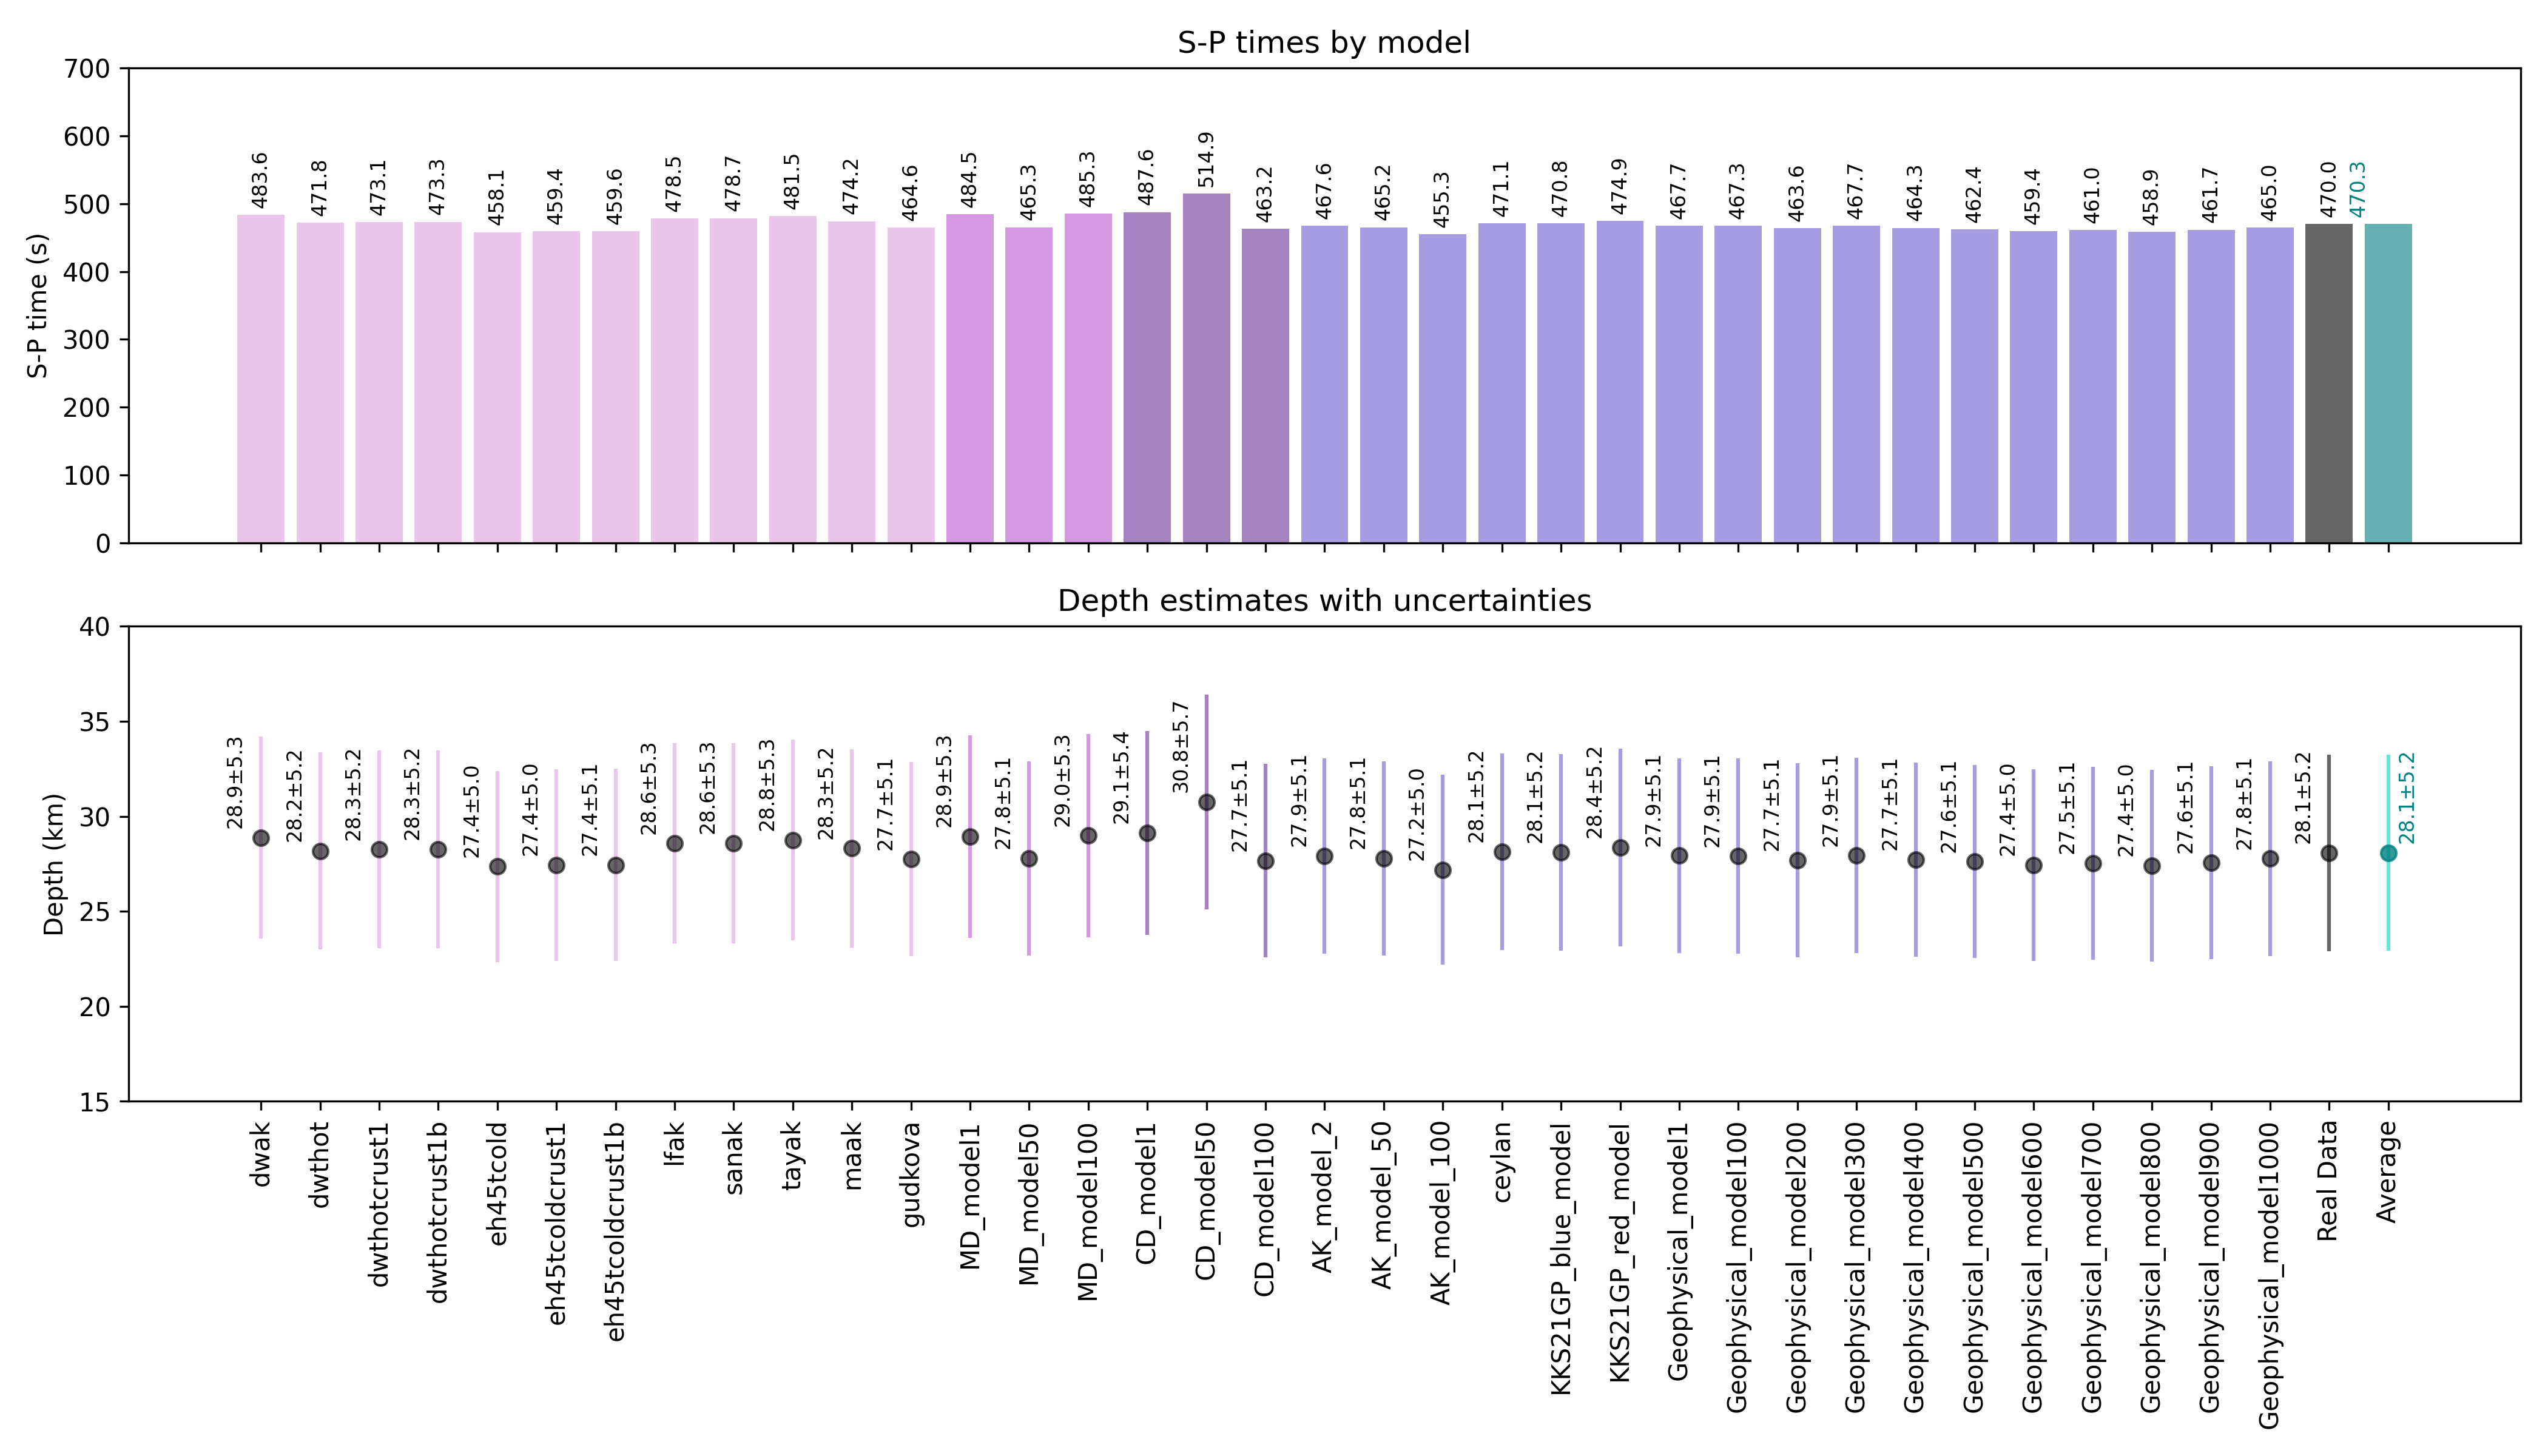 S-P times by model
S-P time (s)
700
600
500
400
300
200
100
0
483.6
471.8
473.1
473.3
458.1
459.4
459.6
478.5
478.7
481.5
474.2
464.6
484.5
465.3
485.3
487.6
514.9
463.2
467.6
465.2
455.3
471.1
470.8
474.9
467.7
467.3
463.6
467.7
464.3
462.4
459.4
461.0
458.9
461.7
465.0
470.0
470.3
Depth estimates with uncertainties
Depth (km)
40
35
30
25
20
15
28.9±5.3
28.2±5.2
28.3±5.2
28.3±5.2
27.4±5.0
27.4±5.0
27.4±5.1
28.6±5.3
28.6±5.3
28.8±5.3
28.3±5.2
27.7±5.1
28.9±5.3
27.8±5.1
29.0±5.3
29.1±5.4
30.8±5.7
27.7±5.1
27.9±5.1
27.8±5.1
27.2±5.0
28.1±5.2
28.1±5.2
28.4±5.2
27.9±5.1
27.9±5.1
27.7±5.1
27.9±5.1
27.7±5.1
27.6±5.1
27.4±5.0
27.5±5.1
27.4±5.0
27.6±5.1
27.8±5.1
28.1±5.2
28.1±5.2
dwak
dwthot
dwthotcrust1
dwthotcrust1b
eh45tcold
eh45tcoldcrust1
eh45tcoldcrust1b
lfak
sanak
tayak
maak
gudkova
MD_model1
MD_model50
MD_model100
CD_model1
CD_model50
CD_model100
AK_model_2
AK_model_50
AK_model_100
ceylan
KKS21GP_blue_model
KKS21GP_red_model
Geophysical_model1
Geophysical_model100
Geophysical_model200
Geophysical_model300
Geophysical_model400
Geophysical_model500
Geophysical_model600
Geophysical_model700
Geophysical_model800
Geophysical_model900
Geophysical_model1000
Real Data
Average